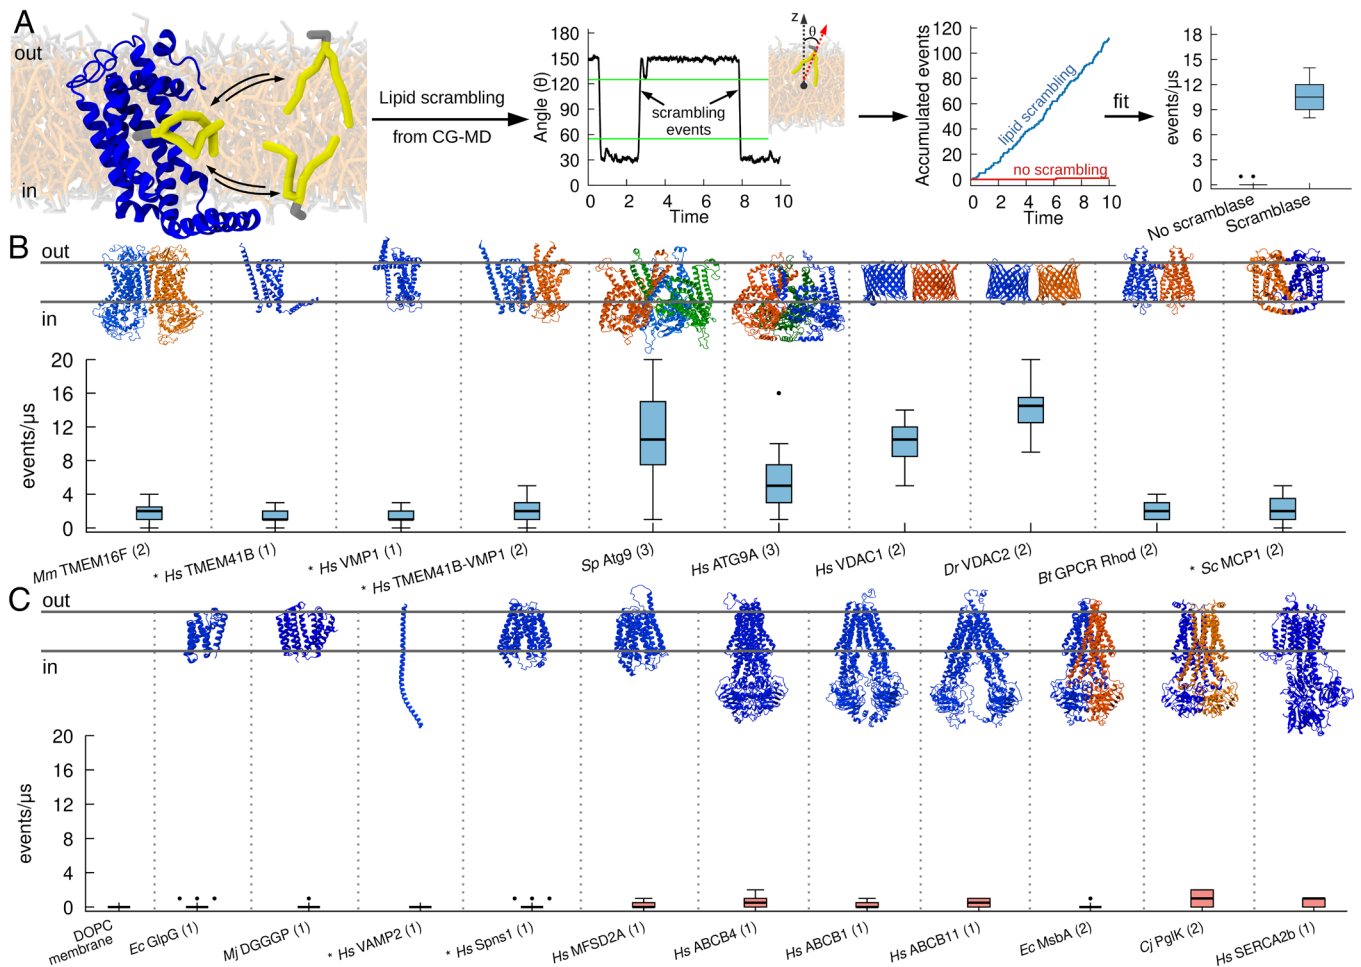 A
out
in
Lipid scrambling
from CG-MD
Angle (θ)
180
150
120
90
60
30
0
scrambling
events
0 2 4 6 8 10
Time
z
θ
Accumulated events
120
100
80
60
40
20
0
lipid scrambling
no scrambling
0 2 4 6 8 10
Time
fit
events/µs
18
15
12
9
6
3
0
No scramblase
Scramblase
B
out
in
events/µs
20
16
12
8
4
0
Mm TMEM16F (2)
* Hs TMEM41B (1)
* Hs VMP1 (1)
* Hs TMEM41B-VMP1 (2)
Sp Atg9 (3)
Hs ATG9A (3)
Hs VDAC1 (2)
Dr VDAC2 (2)
Bt GPCR Rhod (2)
* Sc MCP1 (2)
C
out
in
events/µs
20
16
12
8
4
0
DOPC
membrane
Ec GlpG (1)
Mj DGGGP (1)
* Hs VAMP2 (1)
* Hs Spns1 (1)
Hs MFSD2A (1)
Hs ABCB4 (1)
Hs ABCB1 (1)
Hs ABCB11 (1)
Ec MsbA (2)
Cj PglK (2)
Hs SERCA2b (1)